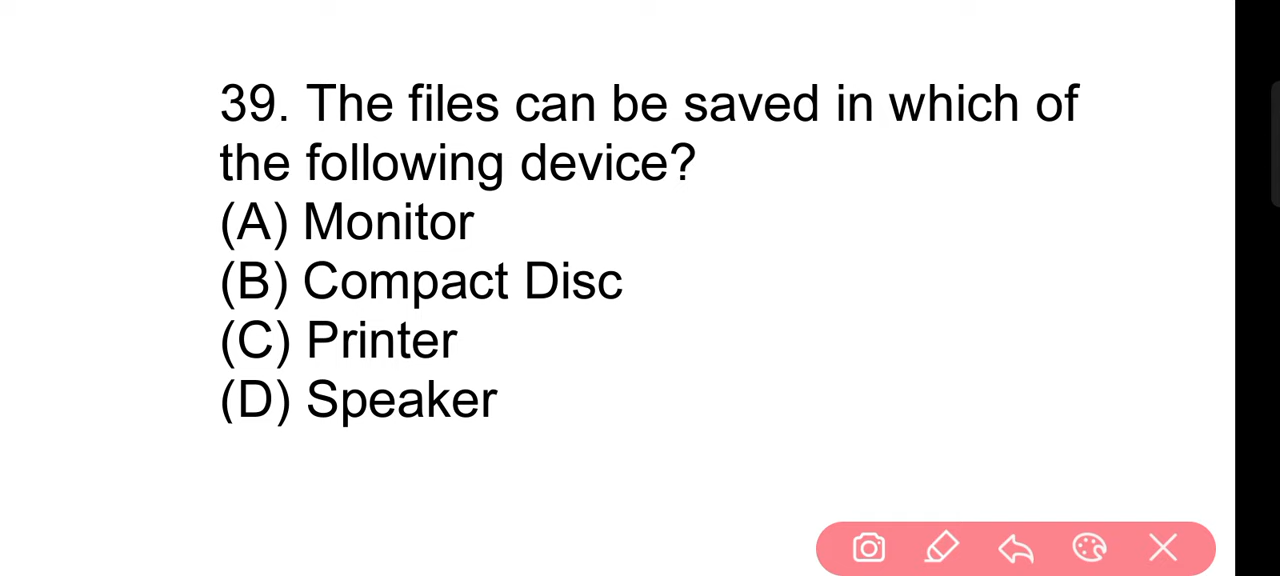 39. The files can be saved in which of
the following device?
(A) Monitor
(B) Compact Disc
(C) Printer
(D) Speaker